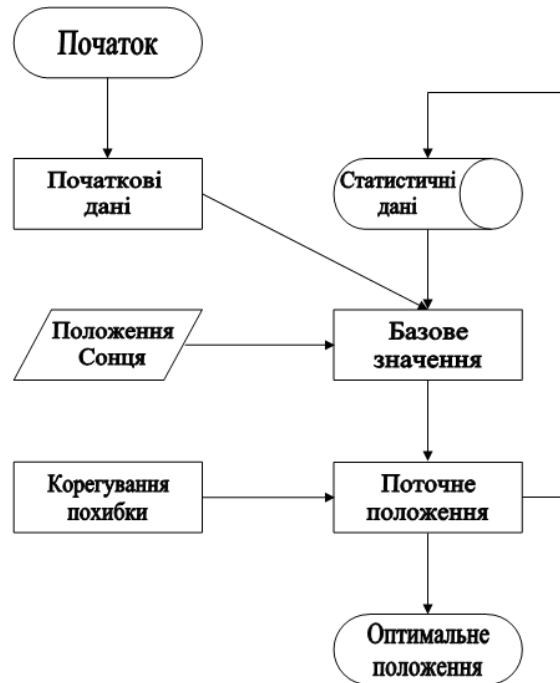 Початок
Початкові
дані
Статистичні
дані
Положення
Сонця
Базове
значення
Корегування
похибки
Поточне
положення
Оптимальне
положення